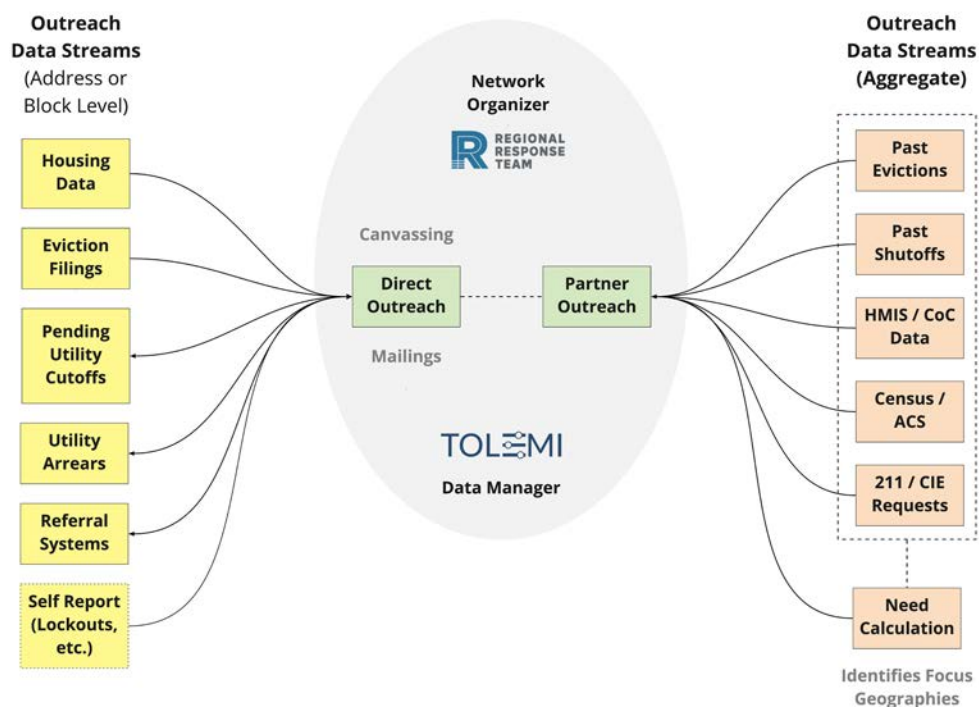 Outreach
Data Streams
(Address or
Block Level)
Housing
Data
Eviction
Filings
Pending
Utility
Cutoffs
Utility
Arrears
Referral
Systems
Self Report
(Lockouts,
etc.)
Network
Organizer
REGIONAL
RESPONSE
TEAM
Canvassing
Direct
Outreach
Partner
Outreach
Mailings
TOLEMI
Data Manager
Outreach
Data Streams
(Aggregate)
Past
Evictions
Past
Shutoffs
HMIS / CoC
Data
Census /
ACS
211 / CIE
Requests
Need
Calculation
Identifies Focus
Geographies